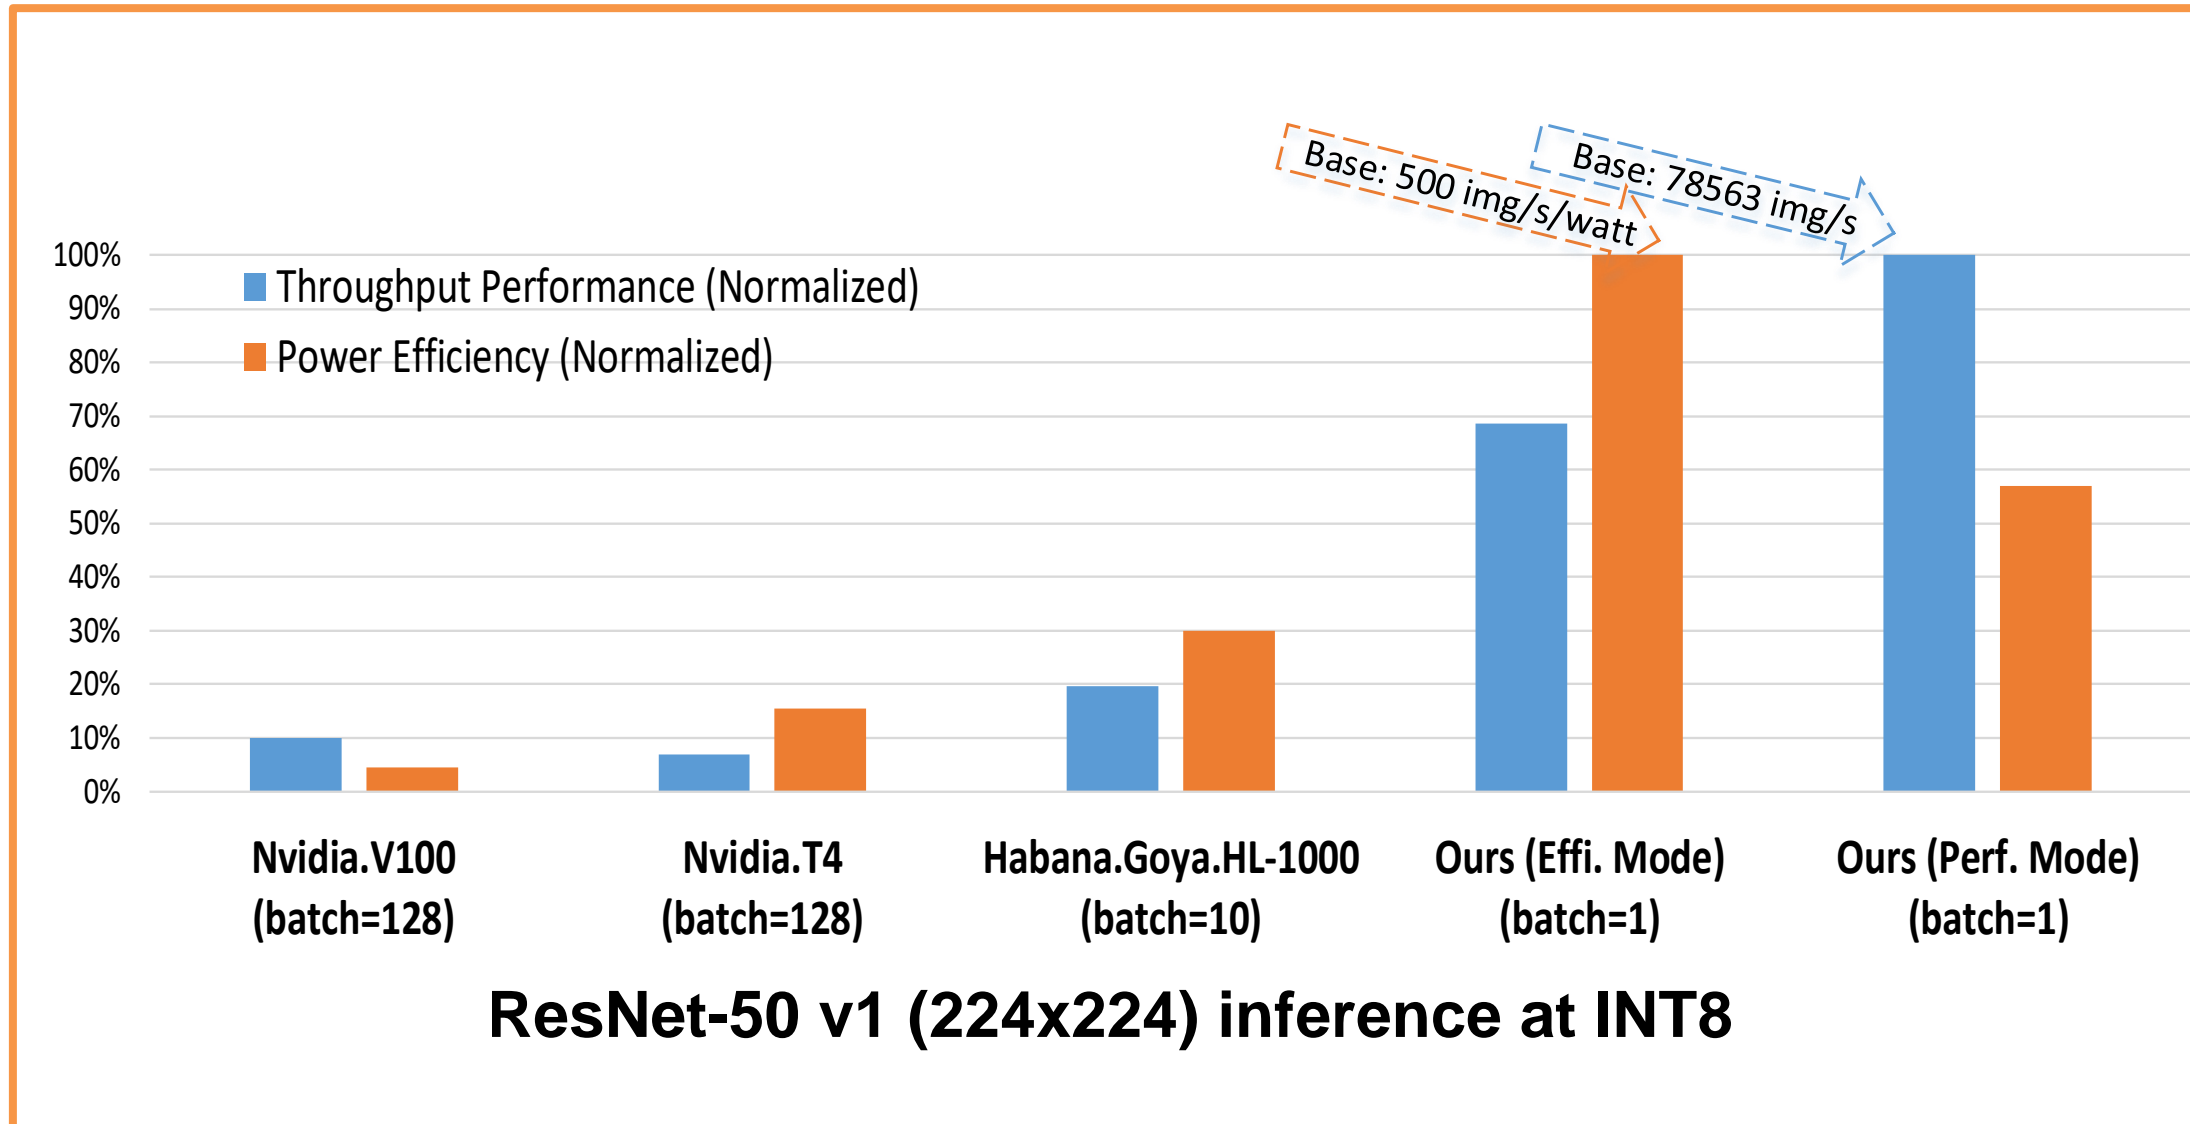 Base: 500 img/s/watt
Base: 78563 img/s
100%
90%
80%
70%
60%
50%
40%
30%
20%
10%
0%
Throughput Performance (Normalized)
Power Efficiency (Normalized)
Nvidia.V100
(batch=128)
Nvidia.T4
(batch=128)
Habana.Goya.HL-1000
(batch=10)
Ours (Effi. Mode)
(batch=1)
Ours (Perf. Mode)
(batch=1)
ResNet-50 v1 (224x224) inference at INT8